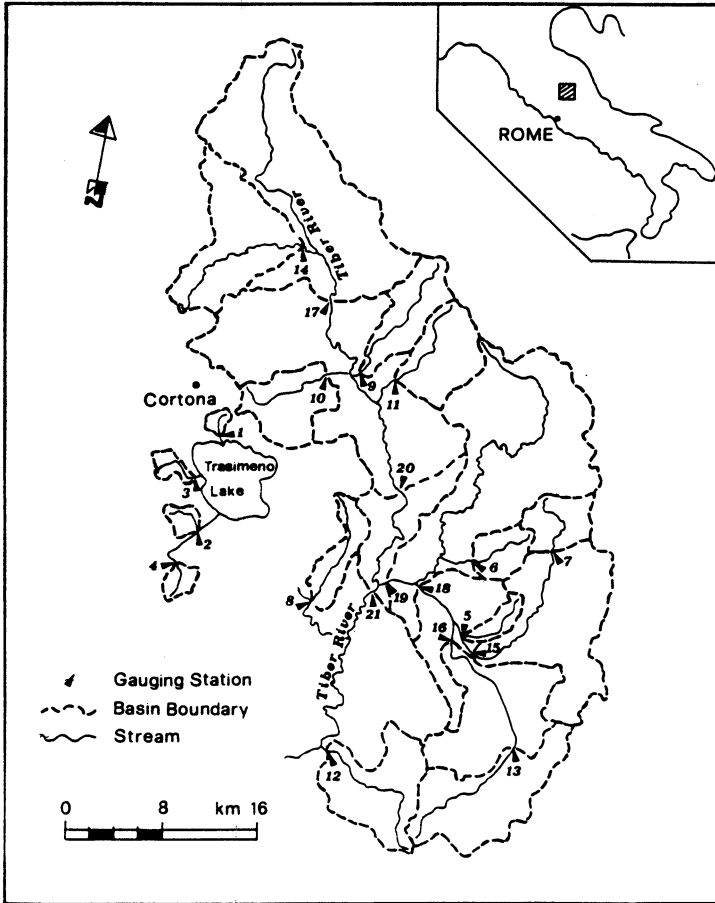 ROME
N
Tiber River
14
17
Cortona
10
9
11
1
Trasimeno
Lake
3
20
2
4
6
7
8
19
18
21
5
16
15
Tiber River
Gauging Station
Basin Boundary
Stream
12
13
0 8 km 16